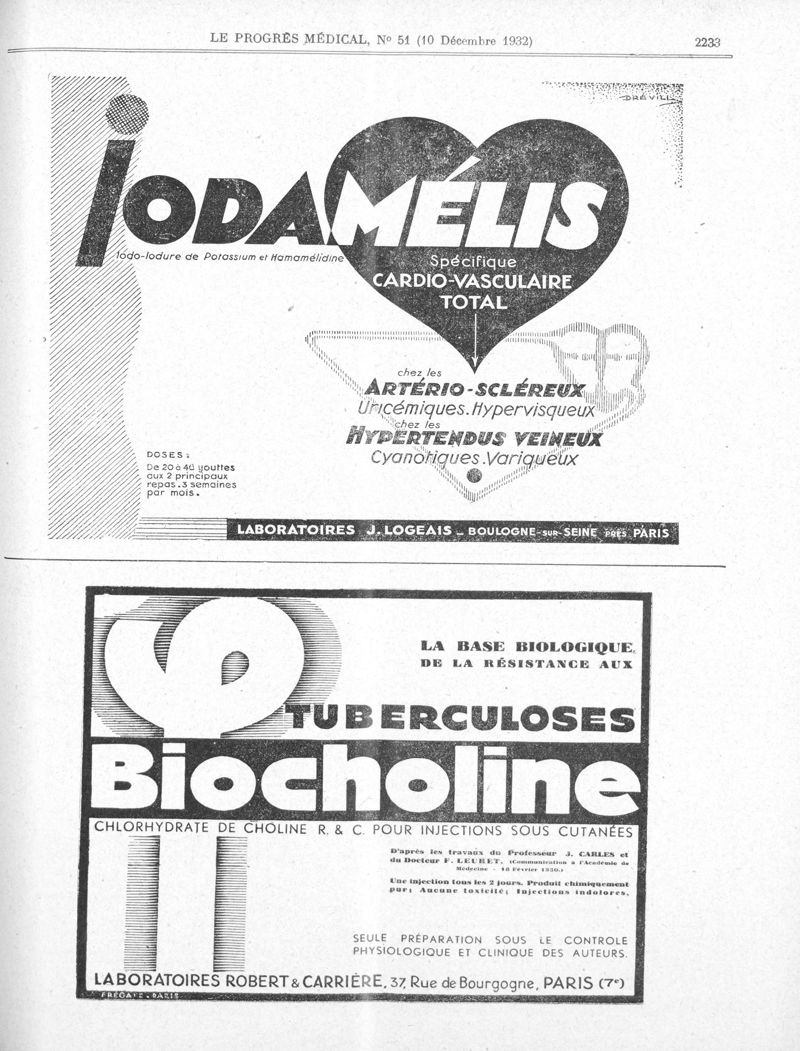 LE PROGRÈS MÉDICAL, No 51 (10 Décembre 1932)
2233
DREVILL
IODAMÉLIS
Iodo-Iodure de Potassium et Hamamélidine
Spécifique
CARDIO-VASCULAIRE
TOTAL
chez les
ARTÉRIO-SCLÉREUX
Uricémiques. Hypervisqueux
chez les
HYPERTENDUS VEINEUX
Cyanotiques. Variqueux
DOSES :
De 20 à 40 gouttes
aux 2 principaux
repas. 3 semaines
par mois.
LABORATOIRES J. LOGEAIS - BOULOGNE-SUR-SEINE PRÈS PARIS
LA BASE BIOLOGIQUE
DE LA RÉSISTANCE AUX
TUBERCULOSES
Biocholine
CHLORHYDRATE DE CHOLINE R. & C. POUR INJECTIONS SOUS CUTANÉES
D'après les travaux du Professeur J. CARLES et
du Docteur F. LEURET, (Communication à l'Académie de
Médecine - 18 Février 1930.)
Une injection tous les 2 jours. Produit chimiquement
pur; Aucune toxicité; Injections indolores.
SEULE PRÉPARATION SOUS LE CONTROLE
PHYSIOLOGIQUE ET CLINIQUE DES AUTEURS.
LABORATOIRES ROBERT & CARRIÈRE, 37, Rue de Bourgogne, PARIS (7e)
FRÉGATE-PARIS